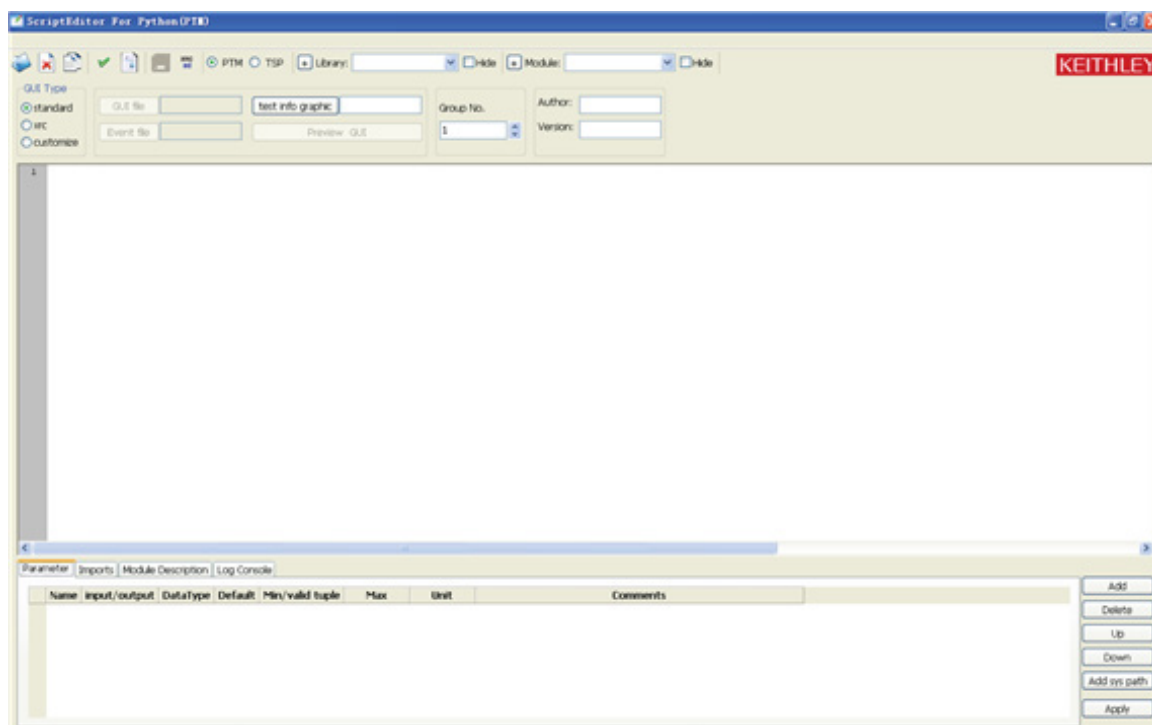 ScriptEditor For Python(PTM)
PTM TSP + Library: Hide + Module: Hide
KEITHLEY
GUI Type
standard
xrc
customize
GUI file
Event file
test info graphic
Preview GUI
Group No.
1
Author:
Version:
1
Parameter Imports Module Description Log Console
Name input/output DataType Default Min/valid tuple Max Unit Comments
Add
Delete
Up
Down
Add sys path
Apply